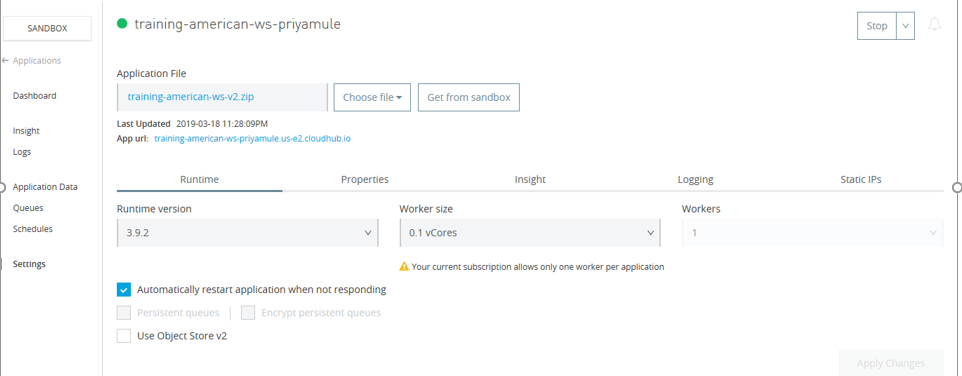 SANDBOX
Applications
Dashboard
Insight
Logs
Application Data
Queues
Schedules
Settings
training-american-ws-priyamule
Stop
Application File
training-american-ws-v2.zip
Choose file
Get from sandbox
Last Updated 2019-03-18 11:28:09PM
App url: training-american-ws-priyamule.us-e2.cloudhub.io
Runtime Properties Insight Logging Static IPs
Runtime version Worker size Workers
3.9.2 0.1 vCores 1
Your current subscription allows only one worker per application
Automatically restart application when not responding
Persistent queues Encrypt persistent queues
Use Object Store v2
Apply Changes